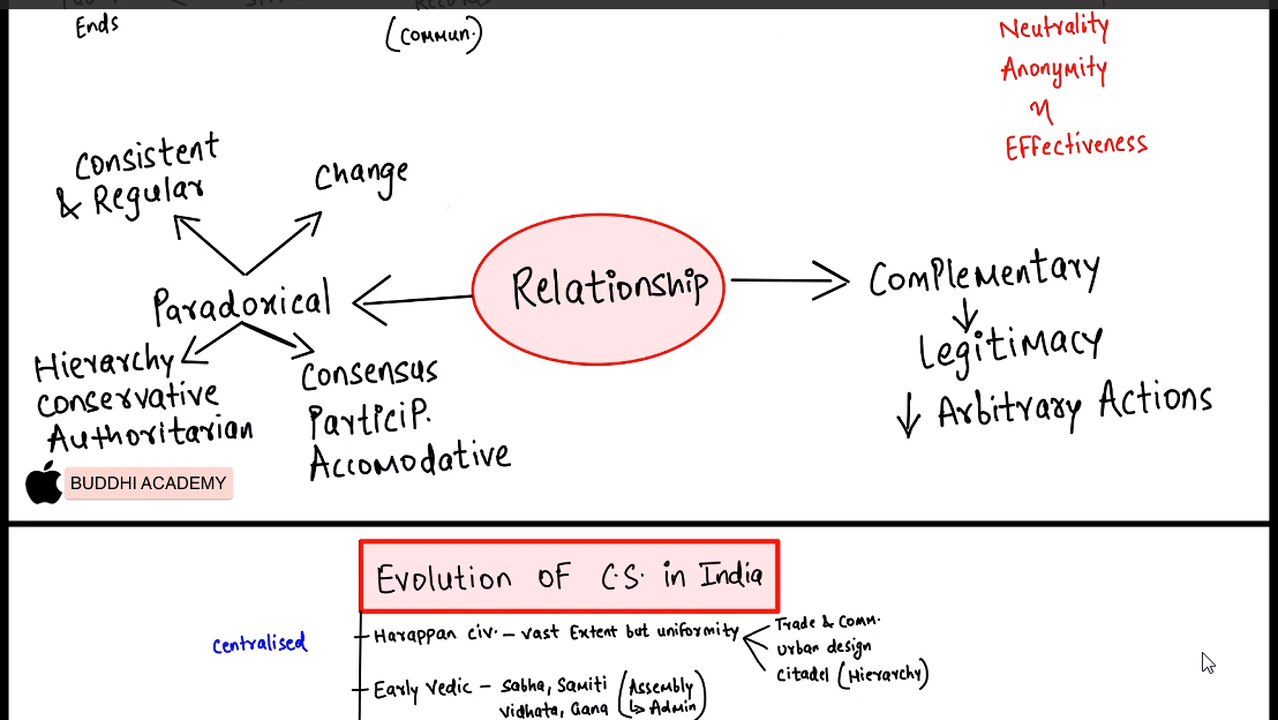 Ends
(Commun.)
Neutrality
Anonymity
η
Effectiveness
Consistent
& Regular
Change
Relationship
Paradoxical
Complementary
↓
Legitimacy
↓ Arbitrary Actions
Hierarchy
Conservative
Authoritarian
Consensus
Particip.
Accomodative
BUDDHI ACADEMY
Evolution of C.S. in India
Centralised
Harappan civ. – vast Extent but uniformity
Trade & Comm.
Urban design
Citadel (Hierarchy)
Early Vedic – Sabha, Samiti (Assembly
Vidhata, Gana ↳ Admin)